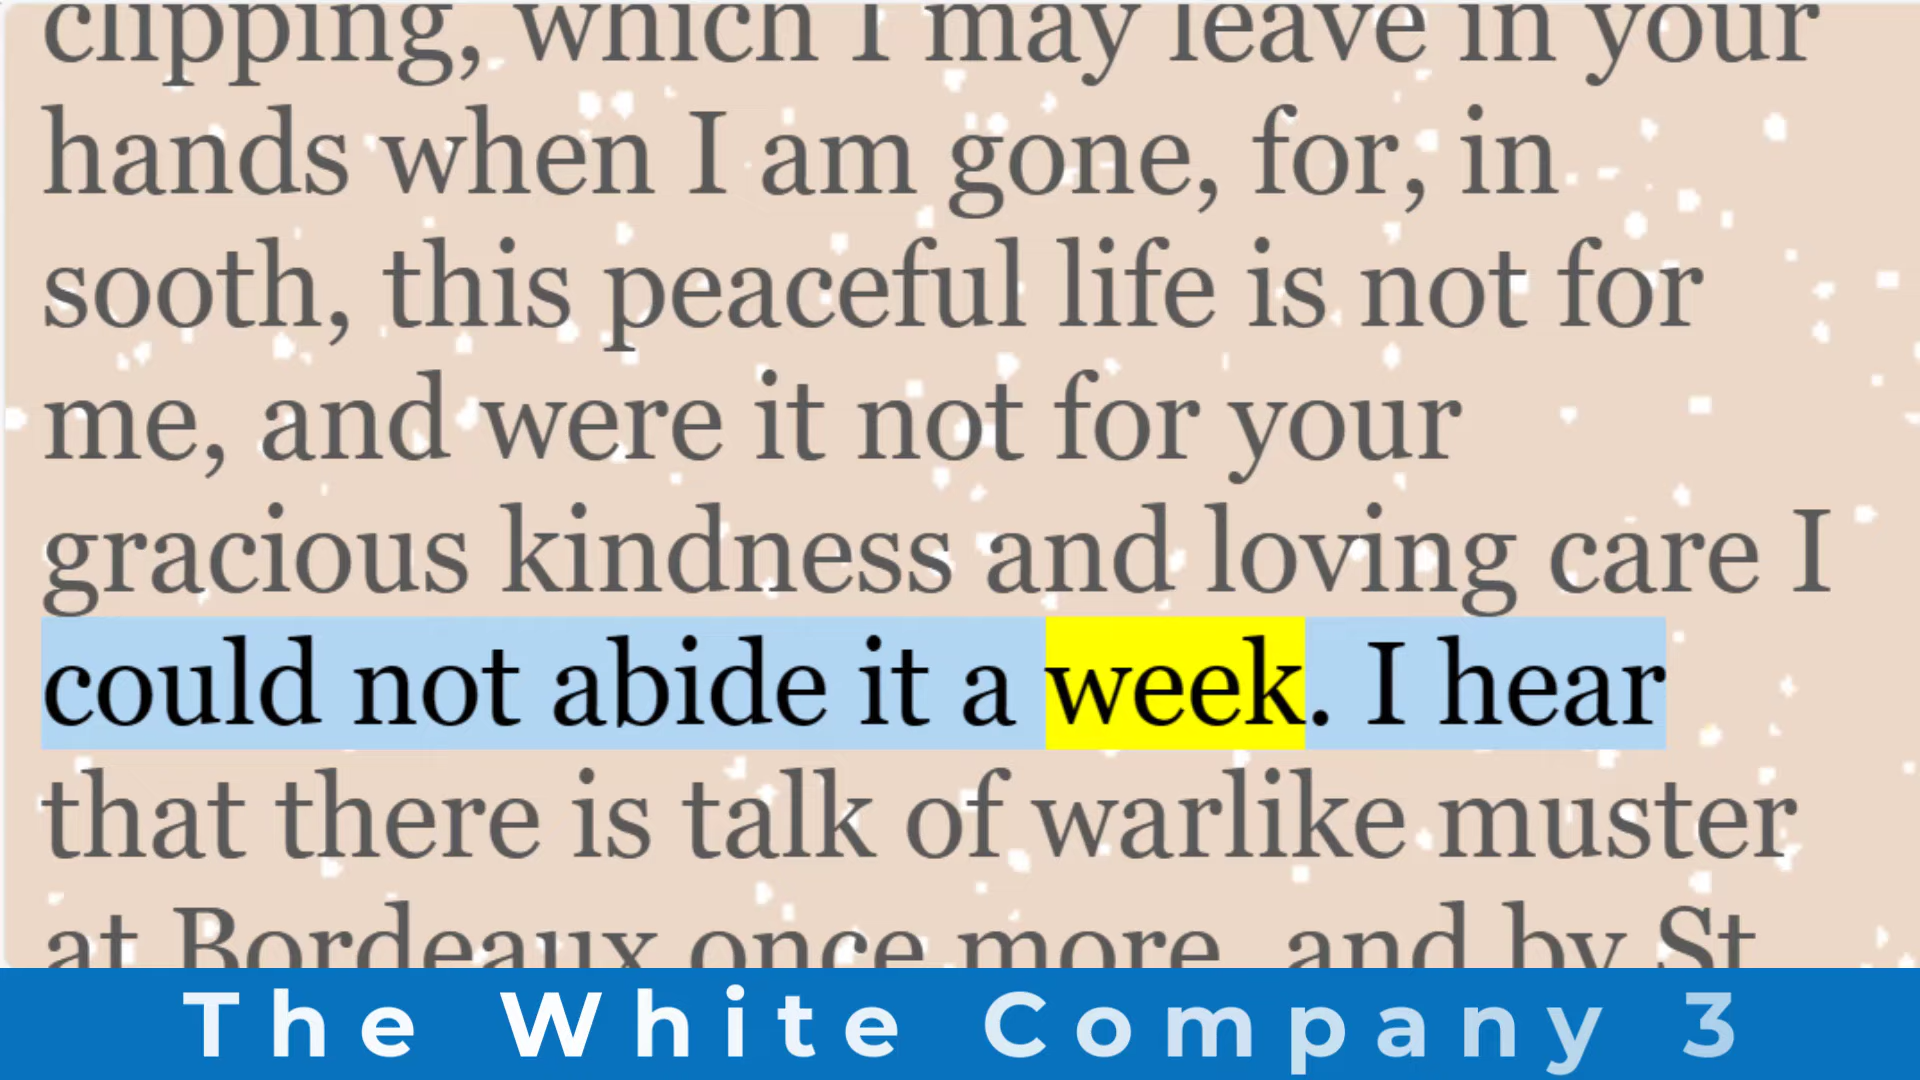 clipping, which I may leave in your
hands when I am gone, for, in
sooth, this peaceful life is not for
me, and were it not for your
gracious kindness and loving care I
could not abide it a week. I hear
that there is talk of warlike muster
at Bordeaux once more, and by St
The White Company 3